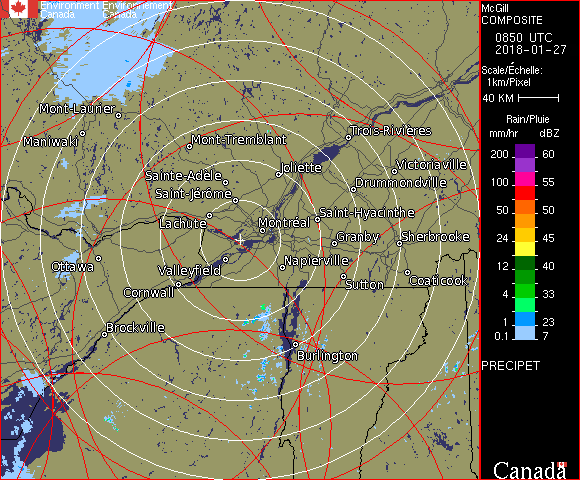 Environment Environnement
Canada Canada
McGill
COMPOSITE
0850 UTC
2018-01-27
Scale/Échelle:
1km/Pixel
40 KM
Rain/Pluie
mm/hr dBZ
200 60
150 57
100 55
50 50
24 45
12 40
4 33
1 23
0.1 7
PRECIPET
Mont-Laurier
Maniwaki
Mont-Tremblant
Trois-Rivières
Sainte-Adèle
Joliette
Victoriaville
Saint-Jérôme
Drummondville
Lachute
Montréal
Saint-Hyacinthe
Granby
Sherbrooke
Ottawa
Valleyfield
Napierville
Cornwall
Sutton
Coaticook
Brockville
Burlington
Canada